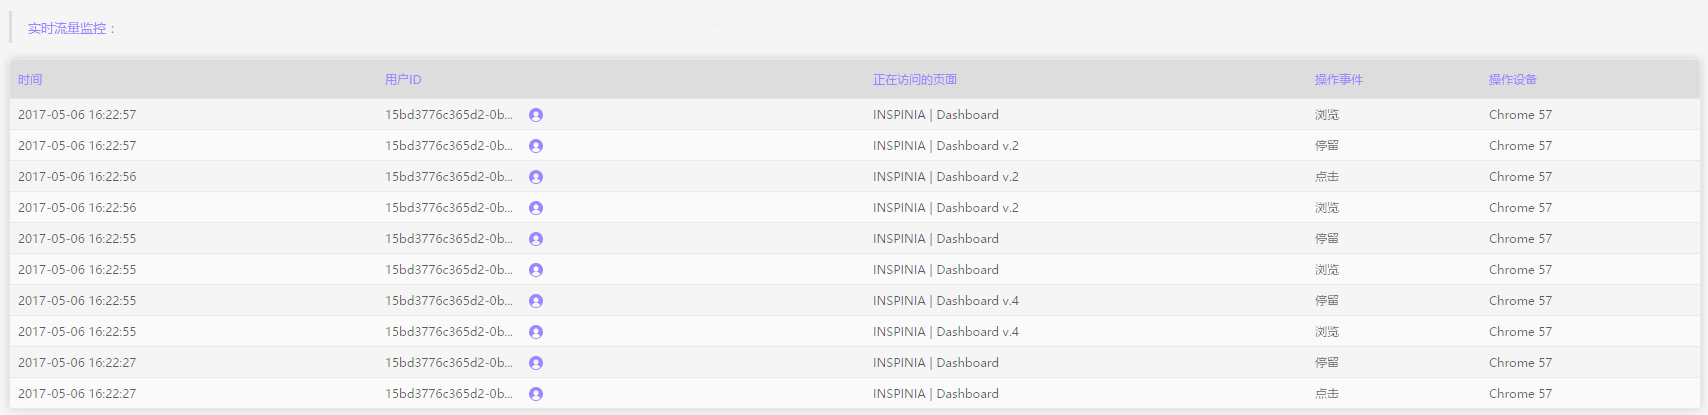 实时流量监控：
时间 用户ID 正在访问的页面 操作事件 操作设备
2017-05-06 16:22:57 15bd3776c365d2-0b... INSPINIA | Dashboard 浏览 Chrome 57
2017-05-06 16:22:57 15bd3776c365d2-0b... INSPINIA | Dashboard v.2 停留 Chrome 57
2017-05-06 16:22:56 15bd3776c365d2-0b... INSPINIA | Dashboard v.2 点击 Chrome 57
2017-05-06 16:22:56 15bd3776c365d2-0b... INSPINIA | Dashboard v.2 浏览 Chrome 57
2017-05-06 16:22:55 15bd3776c365d2-0b... INSPINIA | Dashboard 停留 Chrome 57
2017-05-06 16:22:55 15bd3776c365d2-0b... INSPINIA | Dashboard 浏览 Chrome 57
2017-05-06 16:22:55 15bd3776c365d2-0b... INSPINIA | Dashboard v.4 停留 Chrome 57
2017-05-06 16:22:55 15bd3776c365d2-0b... INSPINIA | Dashboard v.4 浏览 Chrome 57
2017-05-06 16:22:27 15bd3776c365d2-0b... INSPINIA | Dashboard 停留 Chrome 57
2017-05-06 16:22:27 15bd3776c365d2-0b... INSPINIA | Dashboard 点击 Chrome 57